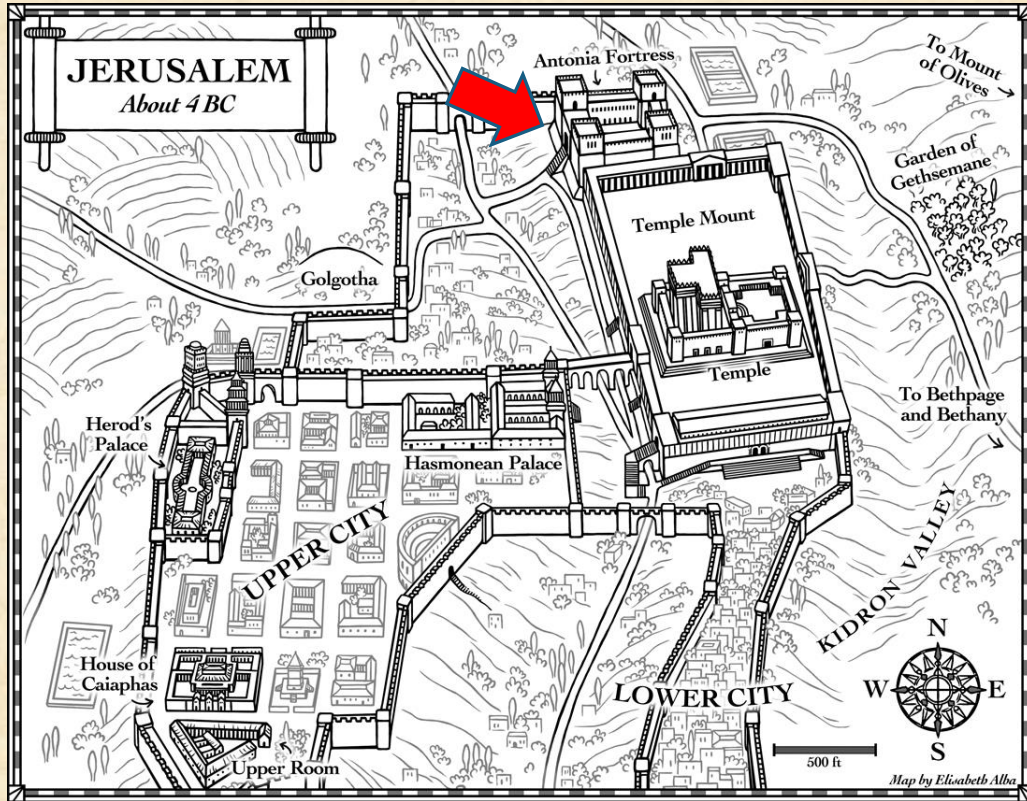 JERUSALEM
About 4 BC
Antonia Fortress
To Mount
of Olives
Garden of
Gethsemane
Temple Mount
Golgotha
Temple
To Bethpage
and Bethany
Herod's
Palace
Hasmonean Palace
UPPER CITY
KIDRON VALLEY
House of
Caiaphas
LOWER CITY
Upper Room
N
W
E
S
500 ft
Map by Elisabeth Alba